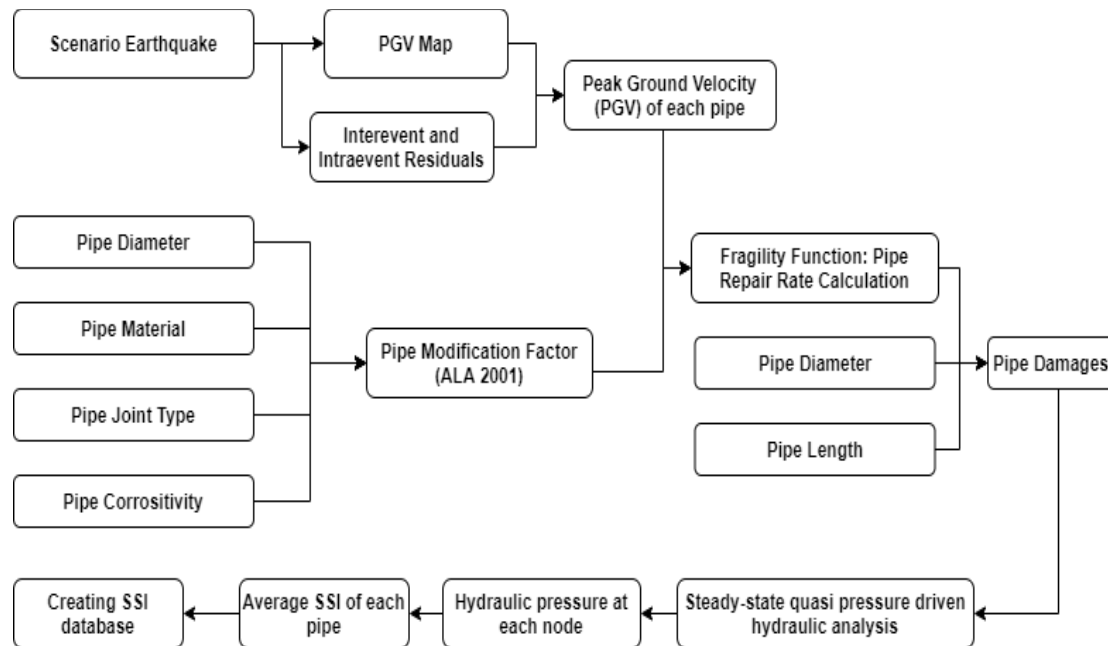 Scenario Earthquake
PGV Map
Interevent and
Intraevent Residuals
Peak Ground Velocity
(PGV) of each pipe
Pipe Diameter
Pipe Material
Pipe Joint Type
Pipe Corrositivity
Pipe Modification Factor
(ALA 2001)
Fragility Function: Pipe
Repair Rate Calculation
Pipe Diameter
Pipe Length
Pipe Damages
Steady-state quasi pressure driven
hydraulic analysis
Hydraulic pressure at
each node
Average SSI of each
pipe
Creating SSI
database